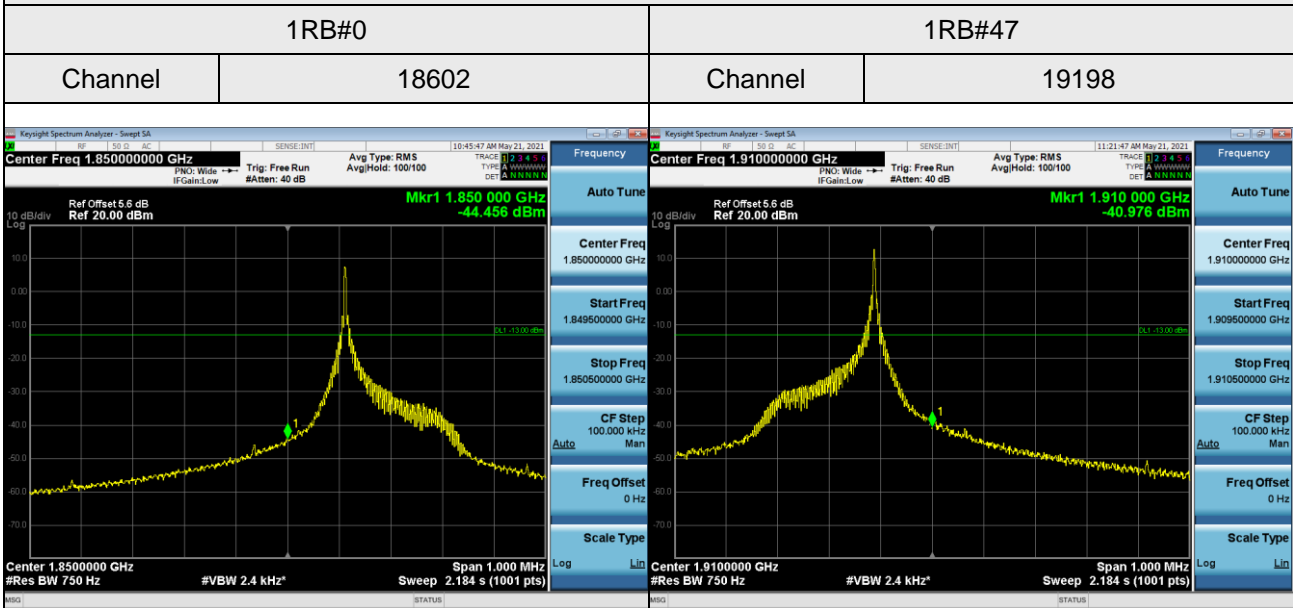 1RB#0
1RB#47
Channel
18602
Channel
19198
Keysight Spectrum Analyzer - Swept SA
RF
50 Ω
AC
SENSE:INT
10:45:47 AM May 21, 2021
Center Freq 1.850000000 GHz
PNO: Wide
IFGain:Low
Trig: Free Run
#Atten: 40 dB
Avg Type: RMS
Avg|Hold: 100/100
TRACE 1 2 3 4 5 6
TYPE A WWWWW
DET A N N N N N
Mkr1 1.850 000 GHz
-44.456 dBm
Ref Offset 5.6 dB
10 dB/div
Ref 20.00 dBm
Log
10.0
0.00
-10.0
-20.0
-30.0
-40.0
-50.0
-60.0
-70.0
DL1 -13.00 dBm
1
Center 1.8500000 GHz
Span 1.000 MHz
#Res BW 750 Hz
#VBW 2.4 kHz*
Sweep 2.184 s (1001 pts)
MSG
STATUS
Frequency
Auto Tune
Center Freq
1.850000000 GHz
Start Freq
1.849500000 GHz
Stop Freq
1.850500000 GHz
CF Step
100.000 kHz
Auto Man
Freq Offset
0 Hz
Scale Type
Log Lin
Keysight Spectrum Analyzer - Swept SA
RF
50 Ω
AC
SENSE:INT
11:21:47 AM May 21, 2021
Center Freq 1.910000000 GHz
PNO: Wide
IFGain:Low
Trig: Free Run
#Atten: 40 dB
Avg Type: RMS
Avg|Hold: 100/100
TRACE 1 2 3 4 5 6
TYPE A WWWWW
DET A N N N N N
Mkr1 1.910 000 GHz
-40.976 dBm
Ref Offset 5.6 dB
10 dB/div
Ref 20.00 dBm
Log
10.0
0.00
-10.0
-20.0
-30.0
-40.0
-50.0
-60.0
-70.0
DL1 -13.00 dBm
1
Center 1.9100000 GHz
Span 1.000 MHz
#Res BW 750 Hz
#VBW 2.4 kHz*
Sweep 2.184 s (1001 pts)
MSG
STATUS
Frequency
Auto Tune
Center Freq
1.910000000 GHz
Start Freq
1.909500000 GHz
Stop Freq
1.910500000 GHz
CF Step
100.000 kHz
Auto Man
Freq Offset
0 Hz
Scale Type
Log Lin